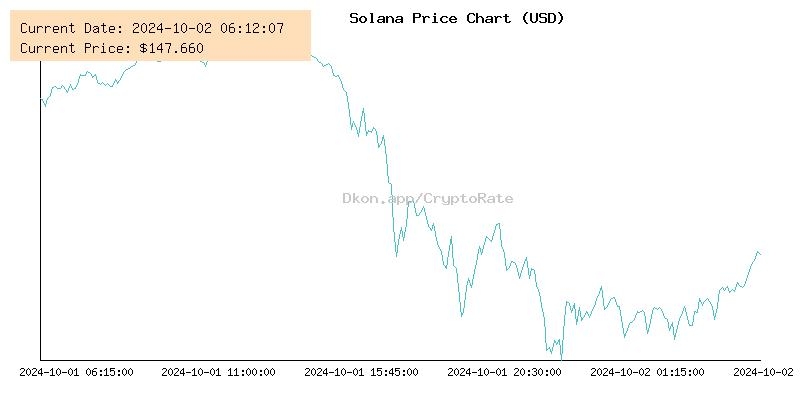 Solana Price Chart (USD)
Current Date: 2024-10-02 06:12:07
Current Price: $147.660
Dkon.app/CryptoRate
2024-10-01 06:15:00 2024-10-01 11:00:00 2024-10-01 15:45:00 2024-10-01 20:30:00 2024-10-02 01:15:00 2024-10-02